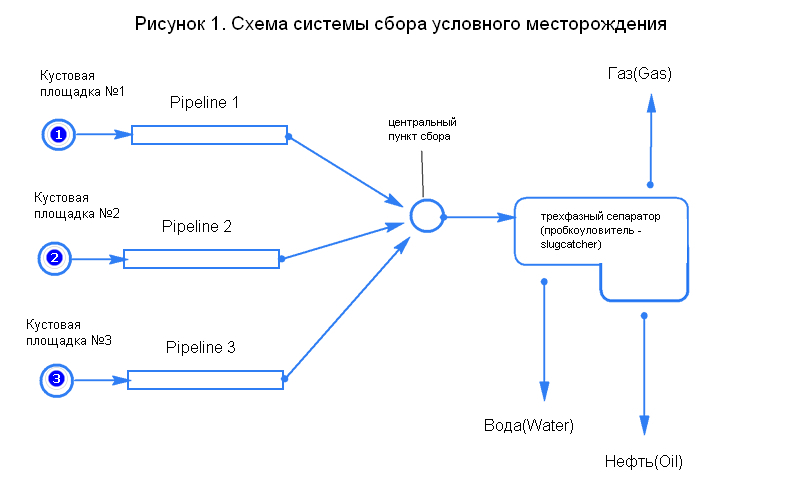 Рисунок 1. Схема системы сбора условного месторождения
Газ(Gas)
Кустовая
площадка №1
Pipeline 1
1
центральный
пункт сбора
Кустовая
площадка №2
Pipeline 2
2
трехфазный сепаратор
(пробкоуловитель -
slugcatcher)
Кустовая
площадка №3
Pipeline 3
3
Вода(Water)
Нефть(Oil)